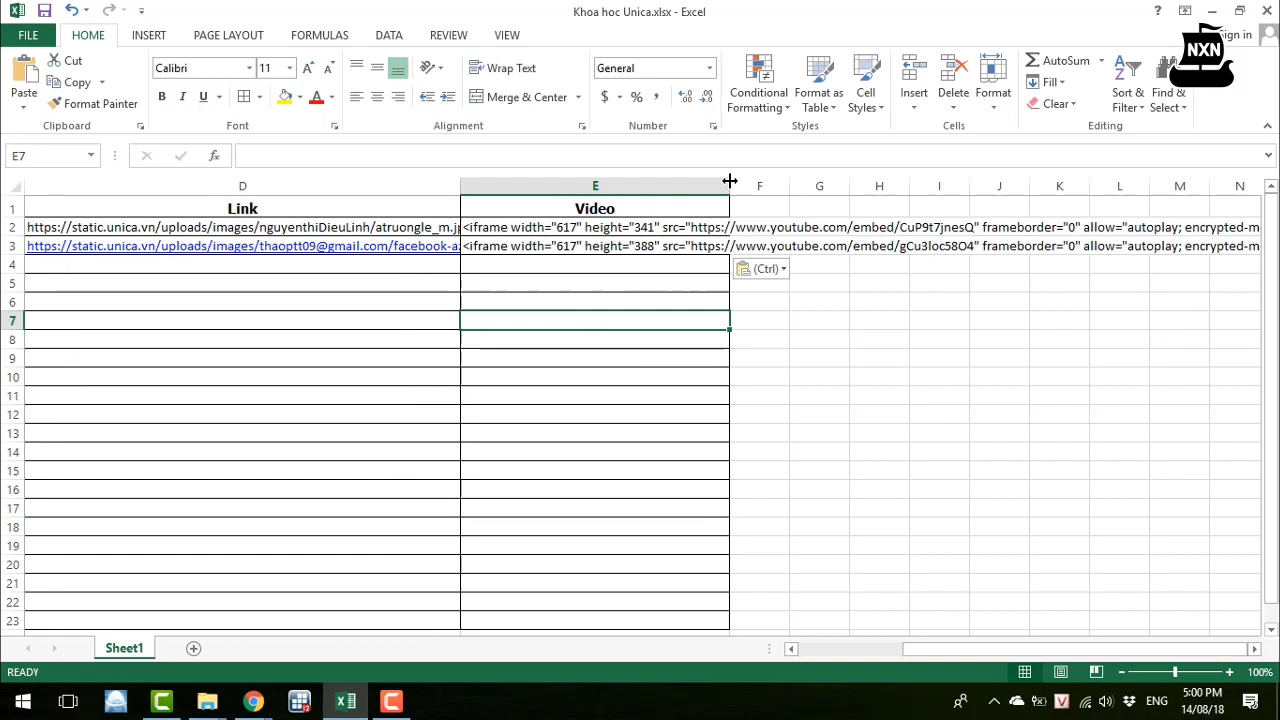 Khoa hoc Unica.xlsx - Excel
FILE HOME INSERT PAGE LAYOUT FORMULAS DATA REVIEW VIEW Sign in
NXN
Paste
Cut
Copy
Format Painter
Clipboard
Calibri 11
B I U
Font
Wrap Text
Merge & Center
Alignment
General
$ % ,
Number
Conditional Formatting
Format as Table
Cell Styles
Styles
Insert
Delete
Format
Cells
AutoSum
Fill
Clear
Sort & Filter
Find & Select
Editing
E7
fx
D E F G H I J K L M N
1 Link Video
2 https://static.unica.vn/uploads/images/nguyenthiDieuLinh/atruongle_m.j <iframe width="617" height="341" src="https://www.youtube.com/embed/CuP9t7jnesQ" frameborder="0" allow="autoplay; encrypted-m
3 https://static.unica.vn/uploads/images/thaoptt09@gmail.com/facebook-a <iframe width="617" height="388" src="https://www.youtube.com/embed/gCu3loc58O4" frameborder="0" allow="autoplay; encrypted-m
4 (Ctrl)
5
6
7
8
9
10
11
12
13
14
15
16
17
18
19
20
21
22
23
Sheet1
READY 100%
ENG
5:00 PM
14/08/18